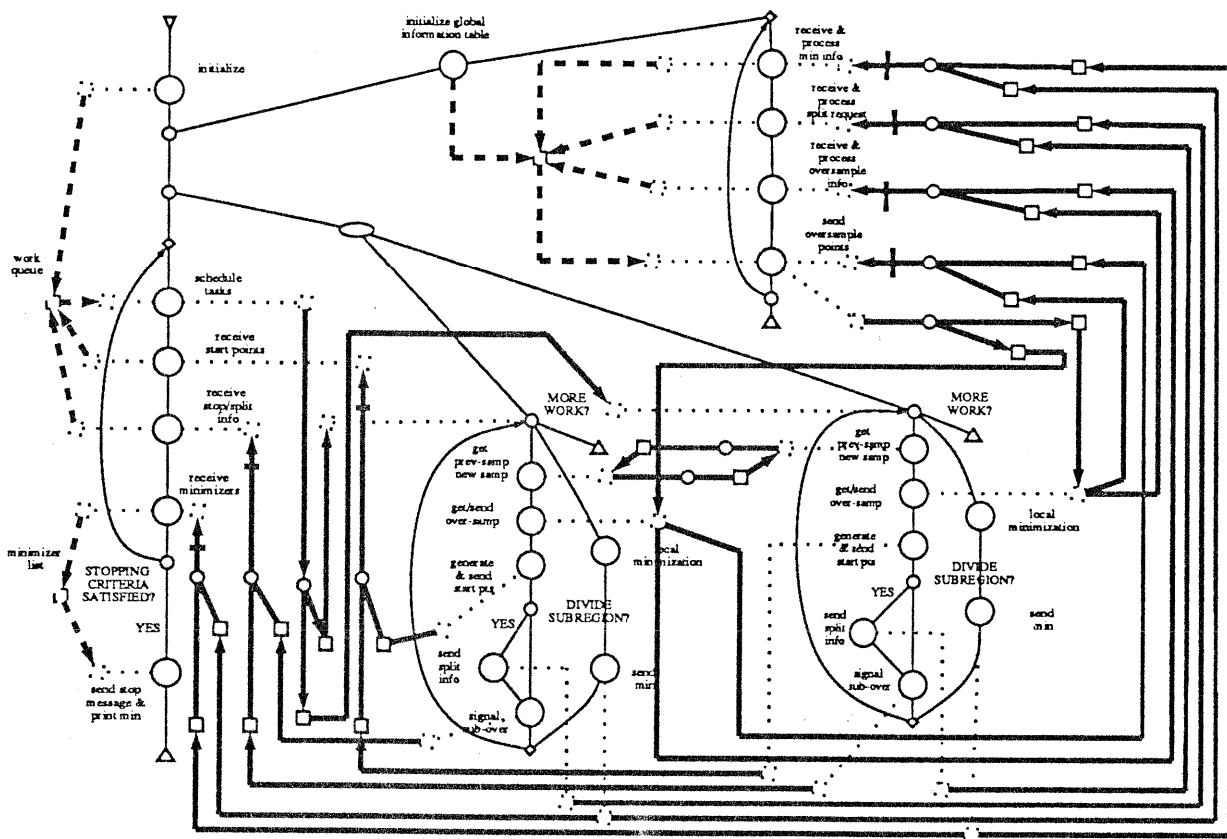 initialize
initialize global
information table
receive &
process
min info
receive &
process
split request
receive &
process
oversample
info
send
oversample
points
work
queue
schedule
tasks
receive
start points
receive
stop/split
info
receive
minimizers
minimizer
list
STOPPING
CRITERIA
SATISFIED?
YES
send stop
message &
print min
MORE
WORK?
get
prev-samp
new samp
get/send
over-samp
generate
& send
start pts
local
minimization
DIVIDE
SUBREGION?
YES
send
split
info
send
min
signal
sub-over
MORE
WORK?
get
prev-samp
new samp
get/send
over-samp
generate
& send
start pts
local
minimization
DIVIDE
SUBREGION?
YES
send
split
info
send
min
signal
sub-over